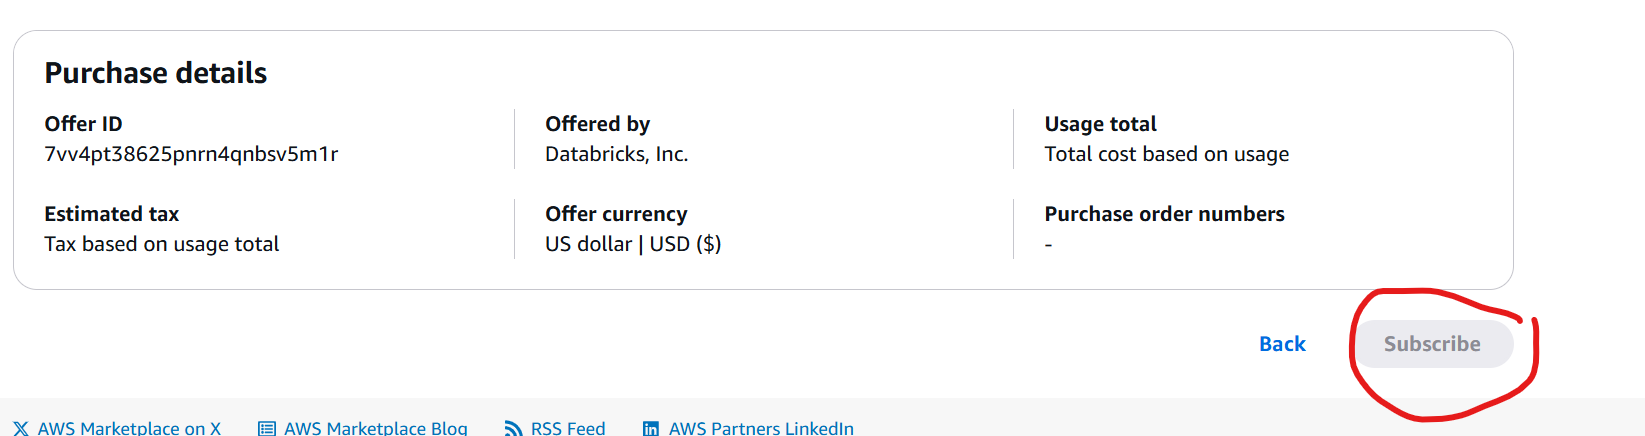 Purchase details
Offer ID
7vv4pt38625pnrn4qnbsv5m1r
Offered by
Databricks, Inc.
Usage total
Total cost based on usage
Estimated tax
Tax based on usage total
Offer currency
US dollar | USD ($)
Purchase order numbers
-
Back
Subscribe
AWS Marketplace on X
AWS Marketplace Blog
RSS Feed
AWS Partners LinkedIn